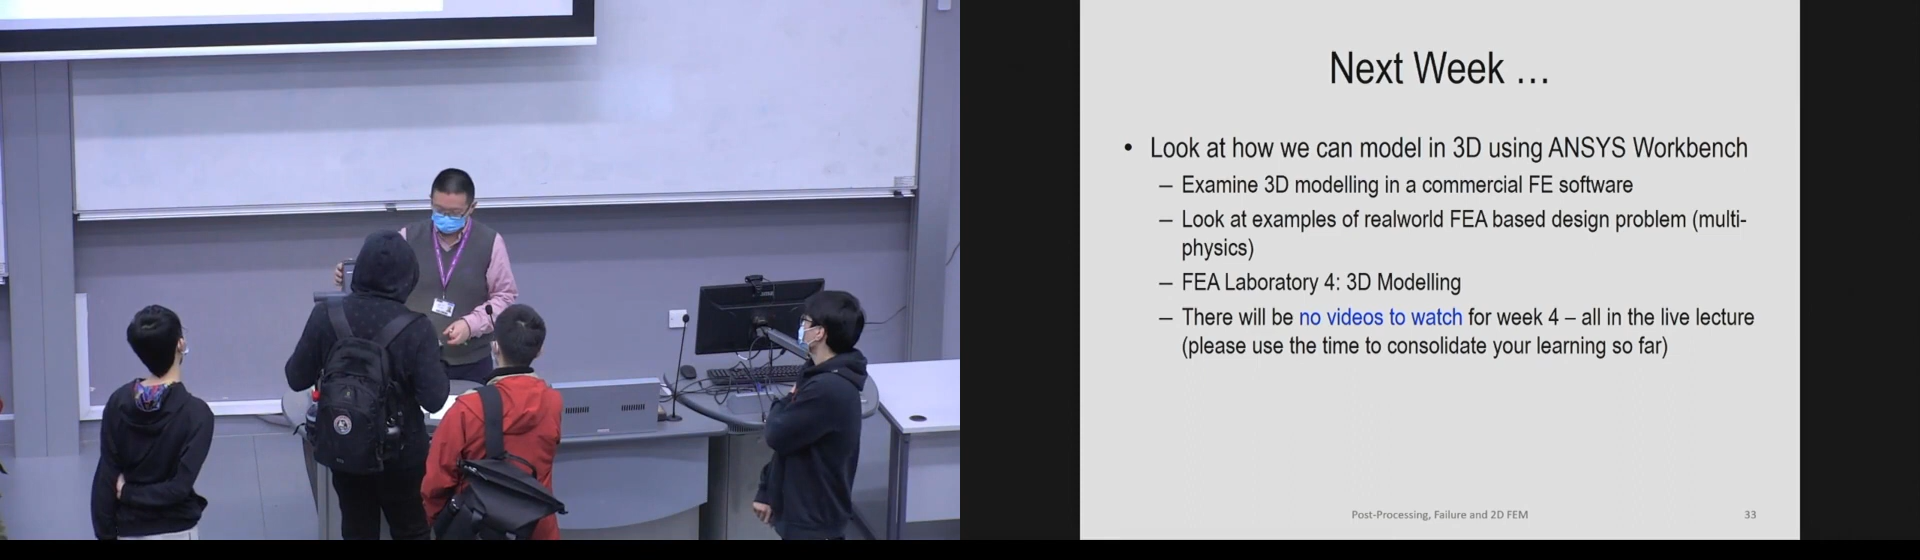 Next Week …
• Look at how we can model in 3D using ANSYS Workbench
– Examine 3D modelling in a commercial FE software
– Look at examples of realworld FEA based design problem (multi-
physics)
– FEA Laboratory 4: 3D Modelling
– There will be no videos to watch for week 4 – all in the live lecture
(please use the time to consolidate your learning so far)
Post-Processing, Failure and 2D FEM
33